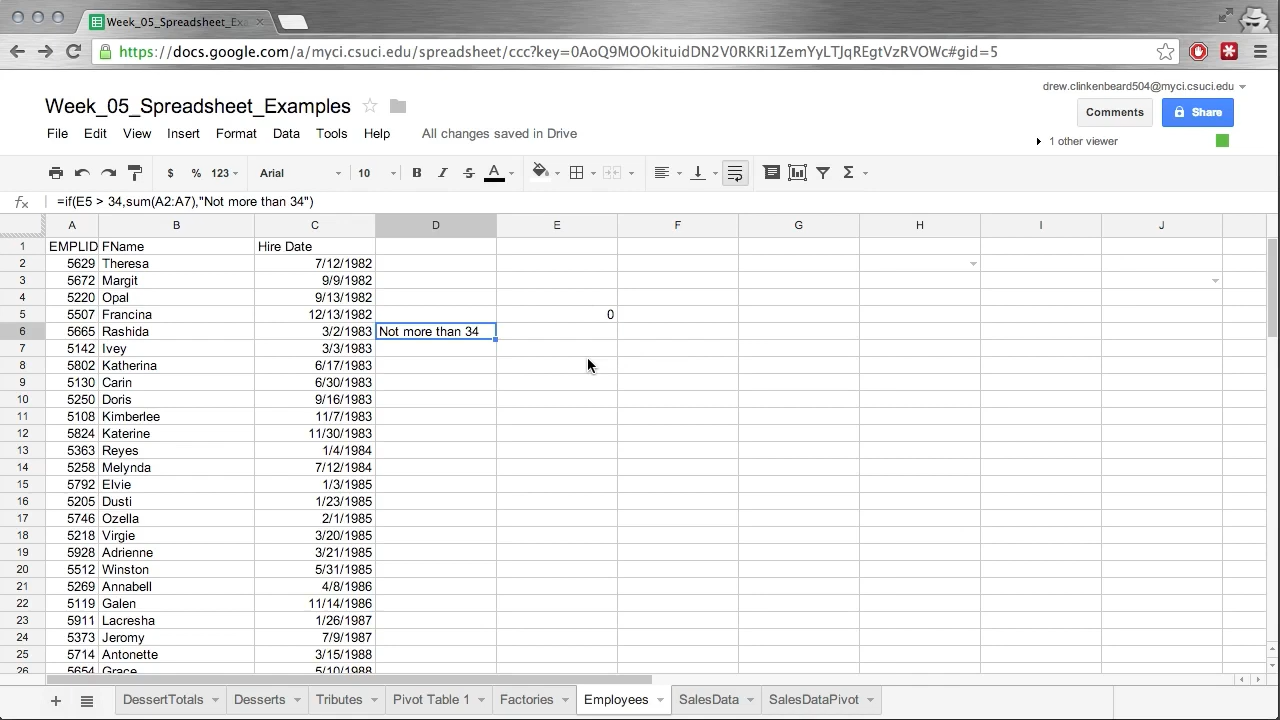 Week_05_Spreadsheet_Exa
https://docs.google.com/a/myci.csuci.edu/spreadsheet/ccc?key=0AoQ9MOOkituidDN2V0RKRi1ZemYyLTJqREgtVzRVOWc#gid=5
drew.clinkenbeard504@myci.csuci.edu
Week_05_Spreadsheet_Examples
Comments Share
File Edit View Insert Format Data Tools Help All changes saved in Drive
1 other viewer
$ % 123 Arial 10 B I S A Σ
fx =if(E5 > 34,sum(A2:A7),"Not more than 34")
A B C D E F G H I J
1 EMPLID FName Hire Date
2 5629 Theresa 7/12/1982
3 5672 Margit 9/9/1982
4 5220 Opal 9/13/1982
5 5507 Francina 12/13/1982 0
6 5665 Rashida 3/2/1983 Not more than 34
7 5142 Ivey 3/3/1983
8 5802 Katherina 6/17/1983
9 5130 Carin 6/30/1983
10 5250 Doris 9/16/1983
11 5108 Kimberlee 11/7/1983
12 5824 Katerine 11/30/1983
13 5363 Reyes 1/4/1984
14 5258 Melynda 7/12/1984
15 5792 Elvie 1/3/1985
16 5205 Dusti 1/23/1985
17 5746 Ozella 2/1/1985
18 5218 Virgie 3/20/1985
19 5928 Adrienne 3/21/1985
20 5512 Winston 5/31/1985
21 5269 Annabell 4/8/1986
22 5119 Galen 11/14/1986
23 5911 Lacresha 1/26/1987
24 5373 Jeromy 7/9/1987
25 5714 Antonette 3/15/1988
26 5654 Grace 5/10/1988
DessertTotals Desserts Tributes Pivot Table 1 Factories Employees SalesData SalesDataPivot